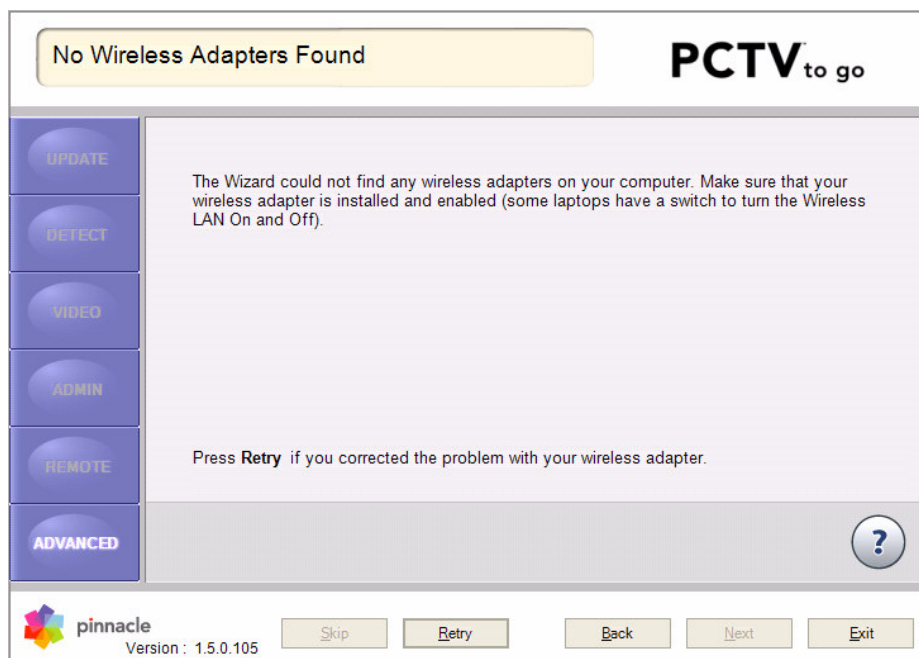 No Wireless Adapters Found
PCTV to go
UPDATE
DETECT
VIDEO
ADMIN
REMOTE
ADVANCED
The Wizard could not find any wireless adapters on your computer. Make sure that your
wireless adapter is installed and enabled (some laptops have a switch to turn the Wireless
LAN On and Off).
Press Retry if you corrected the problem with your wireless adapter.
?
pinnacle
Version : 1.5.0.105
Skip
Retry
Back
Next
Exit